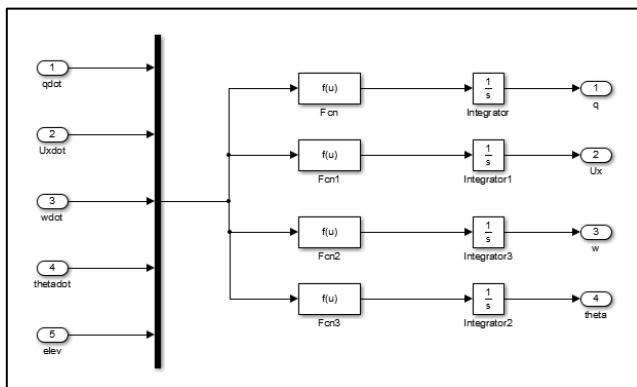 1
qdot
2
Uxdot
3
wdot
4
thetadot
5
elev
f(u)
Fcn
1
s
Integrator
1
q
f(u)
Fcn1
1
s
Integrator1
2
Ux
f(u)
Fcn2
1
s
Integrator3
3
w
f(u)
Fcn3
1
s
Integrator2
4
theta